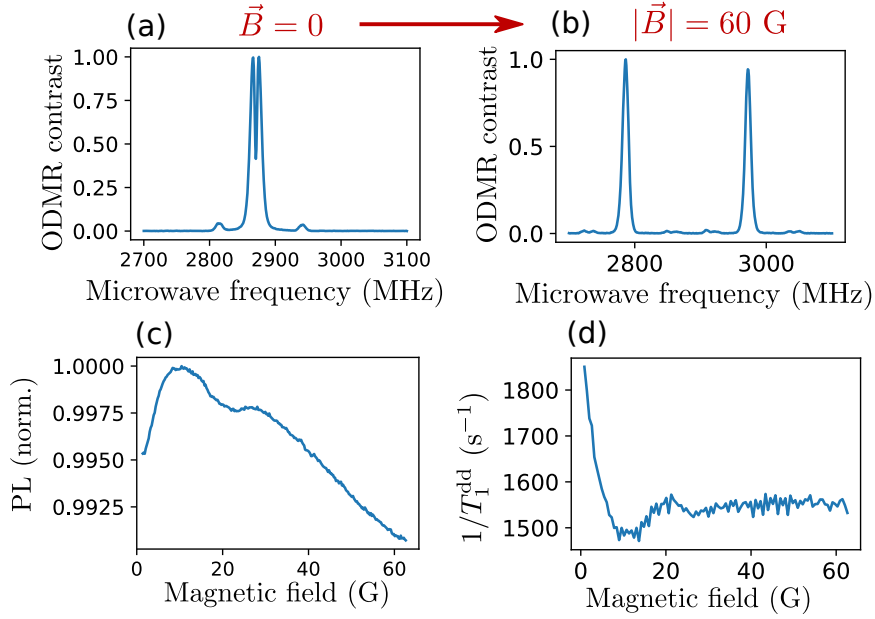 (a) B⃗ = 0 (b) |B⃗| = 60 G
ODMR contrast
1.00
0.75
0.50
0.25
0.00
2700 2800 2900 3000 3100
Microwave frequency (MHz)
ODMR contrast
1.0
0.5
0.0
2800 3000
Microwave frequency (MHz)
(c)
PL (norm.)
1.0000
0.9975
0.9950
0.9925
0 20 40 60
Magnetic field (G)
(d)
1/T₁ᵈᵈ (s⁻¹)
1800
1700
1600
1500
0 20 40 60
Magnetic field (G)